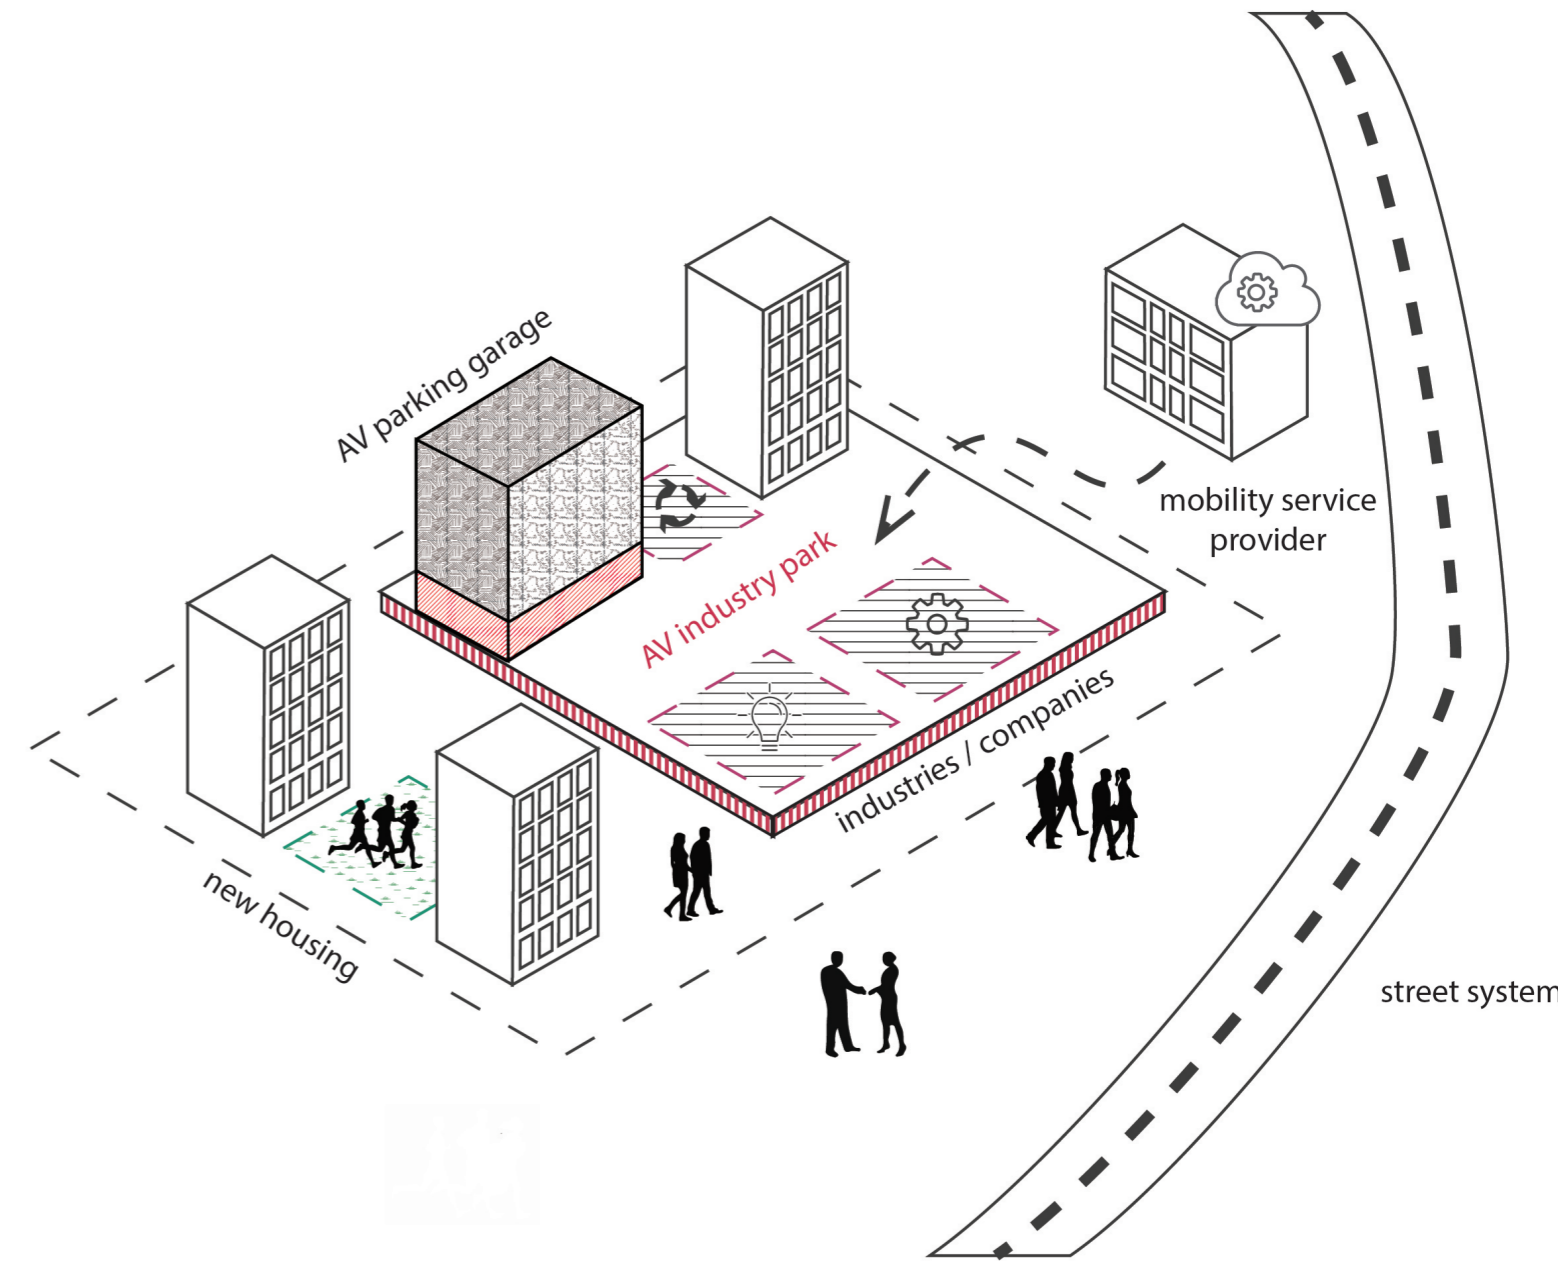 AV parking garage
mobility service
provider
AV industry park
industries / companies
new housing
street system